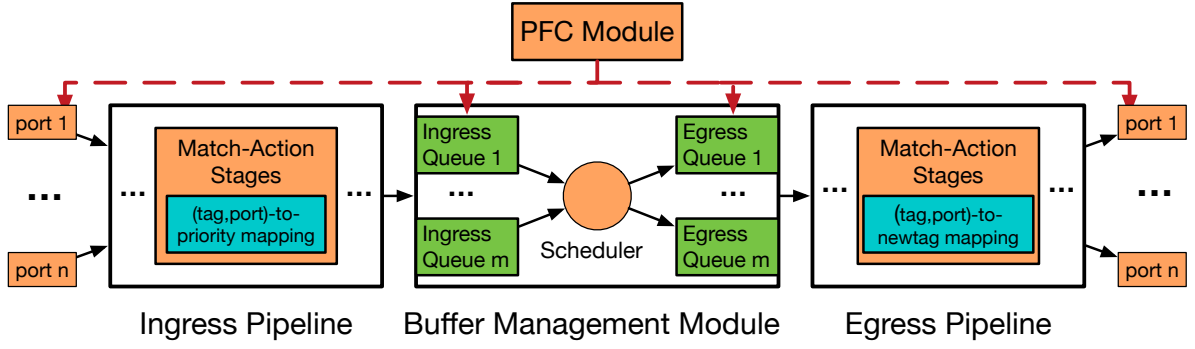 PFC Module
port 1
...
port n
...
Match-Action
Stages
(tag,port)-to-
priority mapping
...
Ingress
Queue 1
...
Ingress
Queue m
Scheduler
Egress
Queue 1
...
Egress
Queue m
...
Match-Action
Stages
(tag,port)-to-
newtag mapping
...
port 1
...
port n
Ingress Pipeline
Buffer Management Module
Egress Pipeline